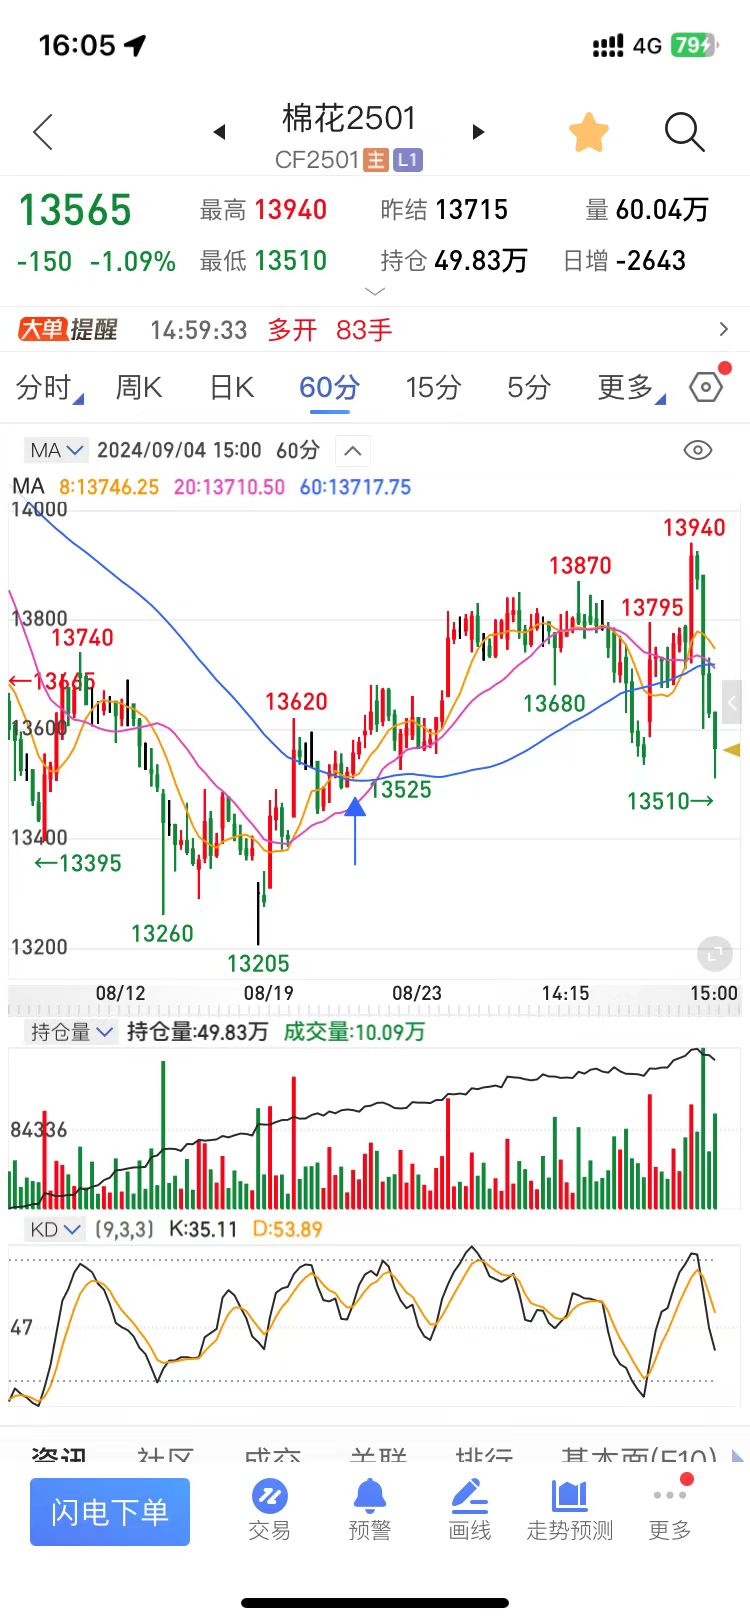 16:05 4G 79
棉花2501
CF2501 主 L1
13565 最高 13940 昨结 13715 量 60.04万
-150 -1.09% 最低 13510 持仓 49.83万 日增 -2643
大单提醒 14:59:33 多开 83手
分时 周K 日K 60分 15分 5分 更多
MA 2024/09/04 15:00 60分
MA 8:13746.25 20:13710.50 60:13717.75
14000
13940
13870
13800
13795
13740
←13665
13620
13680
13600
13525
13510→
13400
←13395
13260
13200
13205
08/12 08/19 08/23 14:15 15:00
持仓量 持仓量:49.83万 成交量:10.09万
84336
KD (9,3,3) K:35.11 D:53.89
47
资讯 社区 成交 关联 排行 基本面(F10)
闪电下单 交易 预警 画线 走势预测 更多